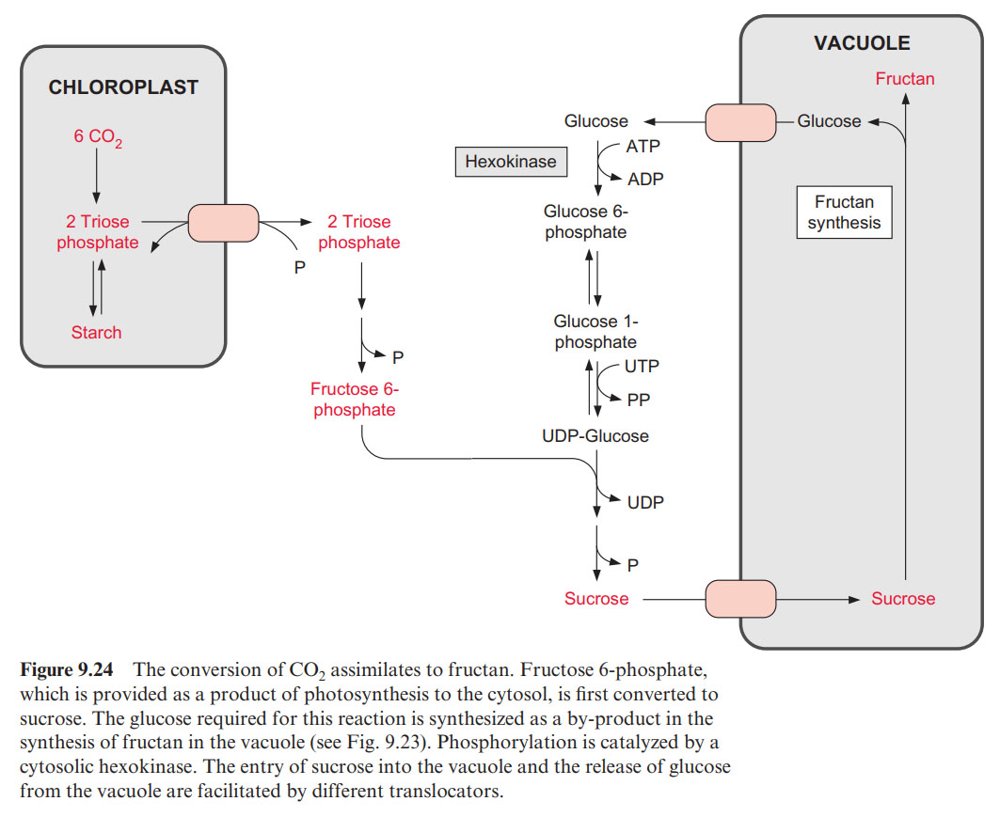 CHLOROPLAST
6 CO2
2 Triose
phosphate
Starch
P
2 Triose
phosphate
P
Fructose 6-
phosphate
Glucose
ATP
ADP
Hexokinase
Glucose 6-
phosphate
Glucose 1-
phosphate
UTP
PP
UDP-Glucose
UDP
P
Sucrose
VACUOLE
Fructan
Glucose
Fructan
synthesis
Sucrose
Figure 9.24 The conversion of CO2 assimilates to fructan. Fructose 6-phosphate,
which is provided as a product of photosynthesis to the cytosol, is first converted to
sucrose. The glucose required for this reaction is synthesized as a by-product in the
synthesis of fructan in the vacuole (see Fig. 9.23). Phosphorylation is catalyzed by a
cytosolic hexokinase. The entry of sucrose into the vacuole and the release of glucose
from the vacuole are facilitated by different translocators.